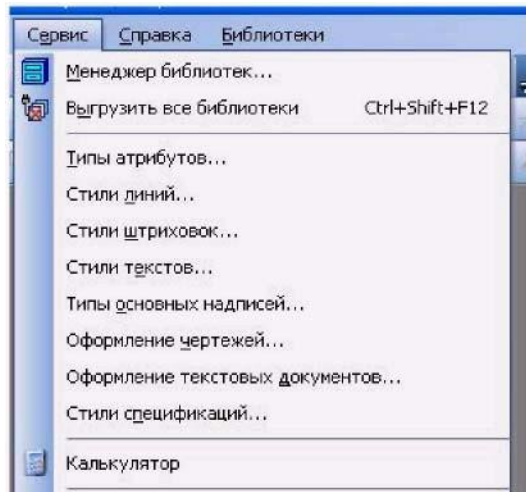 Сервис Справка Библиотеки
Менеджер библиотек...
Выгрузить все библиотеки Ctrl+Shift+F12
Типы атрибутов...
Стили линий...
Стили штриховок...
Стили текстов...
Типы основных надписей...
Оформление чертежей...
Оформление текстовых документов...
Стили спецификаций...
Калькулятор